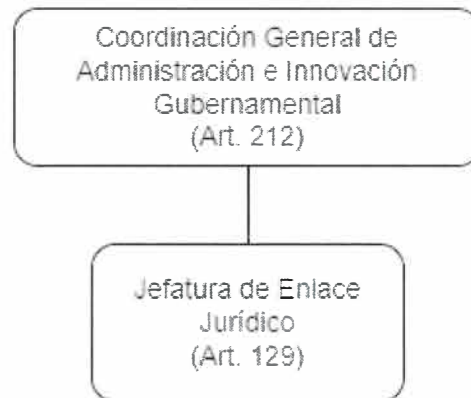 Coordinación General de
Administración e Innovación
Gubernamental
(Art. 212)
Jefatura de Enlace
Jurídico
(Art. 129)